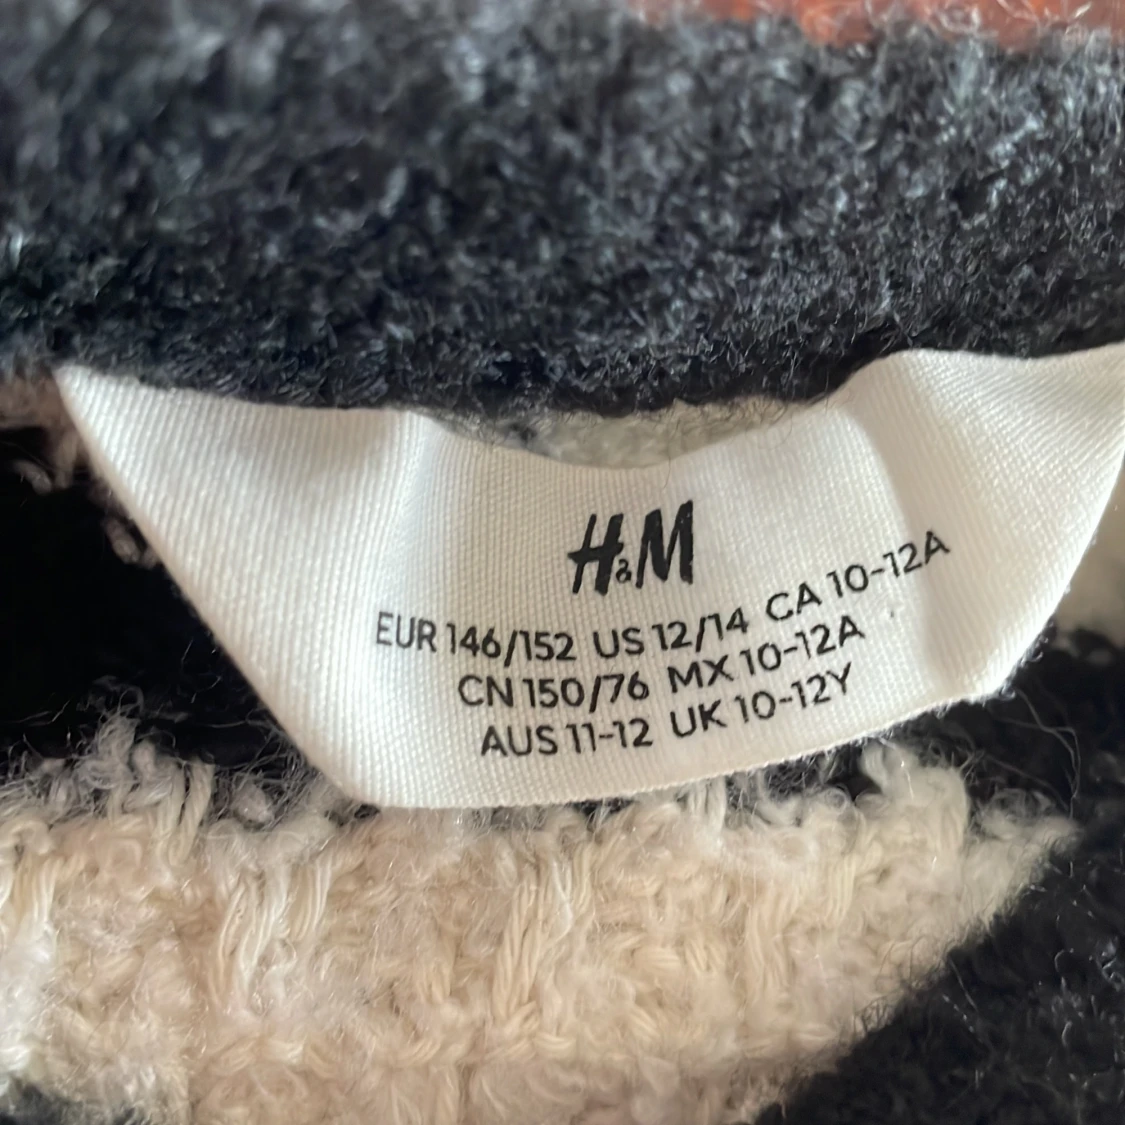 H&M
EUR 146/152 US 12/14 CA 10-12A
CN 150/76 MX 10-12A
AUS 11-12 UK 10-12Y